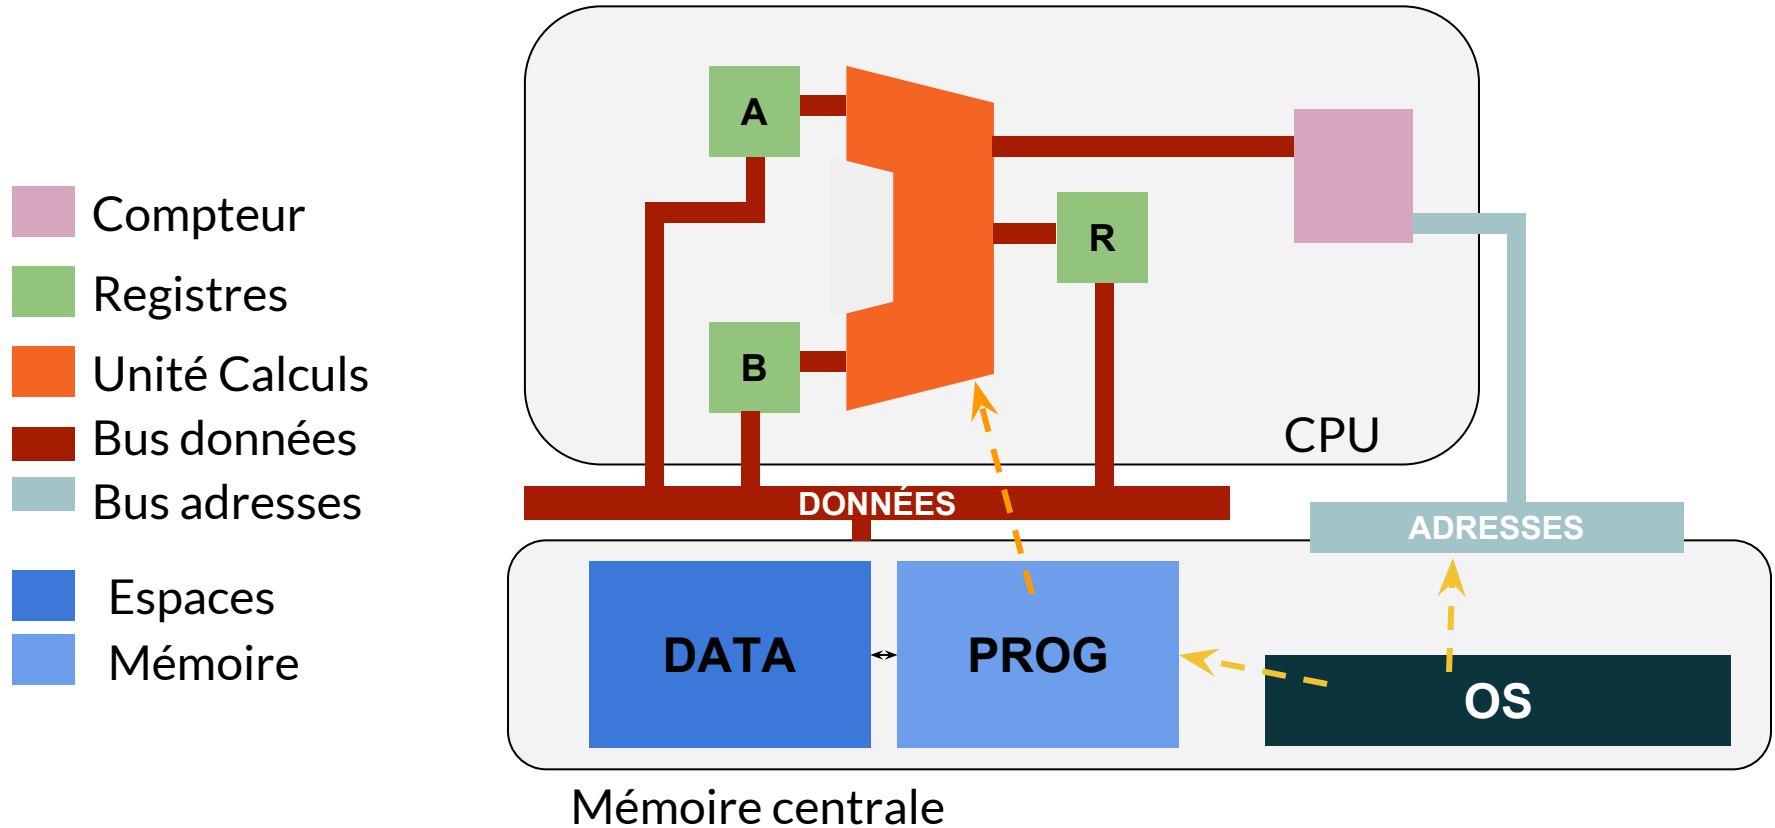 Compteur
Registres
Unité Calculs
Bus données
Bus adresses
Espaces
Mémoire
A
B
R
CPU
DONNÉES
ADRESSES
DATA
PROG
OS
Mémoire centrale